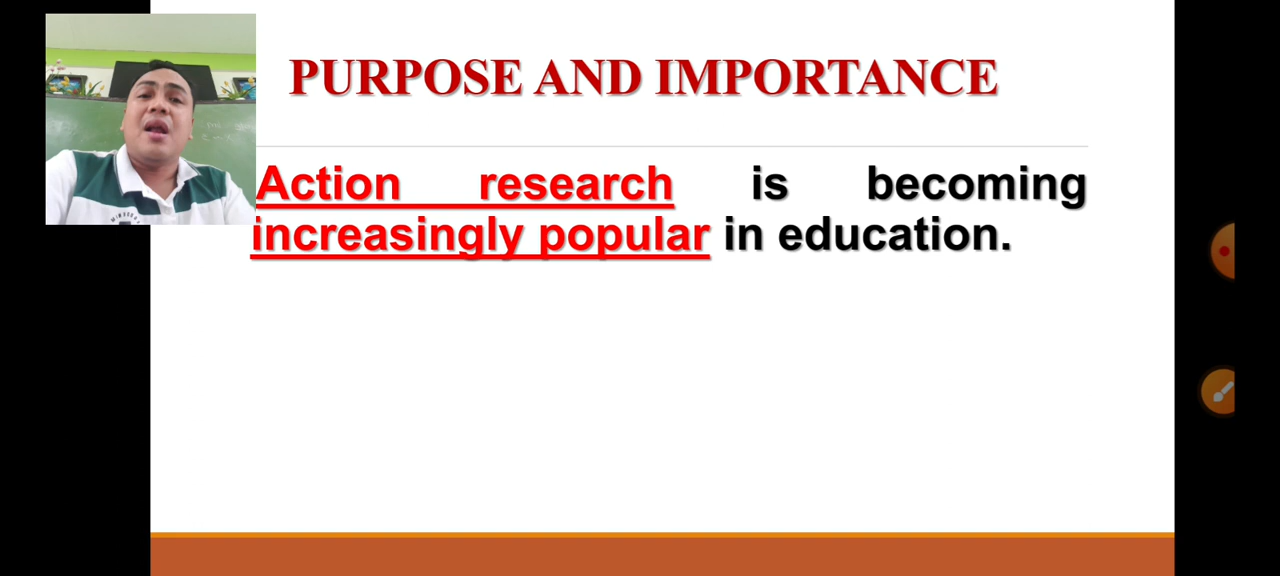 PURPOSE AND IMPORTANCE
Action research is becoming
increasingly popular in education.